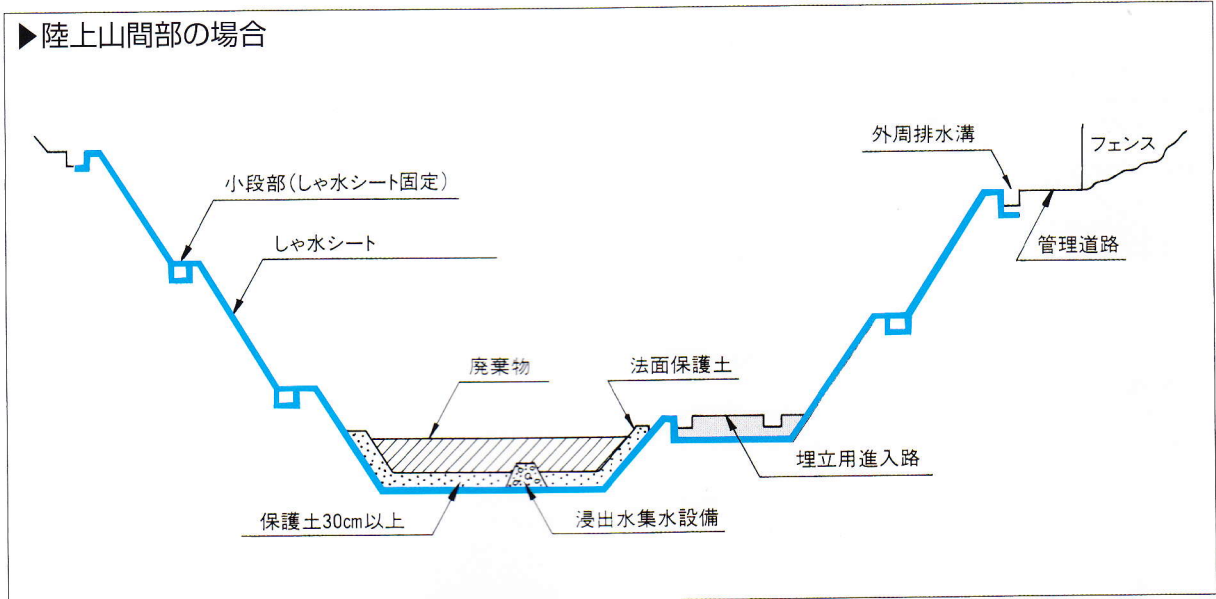 ▶陸上山間部の場合
外周排水溝
フェンス
小段部(しゃ水シート固定)
しゃ水シート
管理道路
廃棄物
法面保護土
埋立用進入路
保護土30cm以上
浸出水集水設備